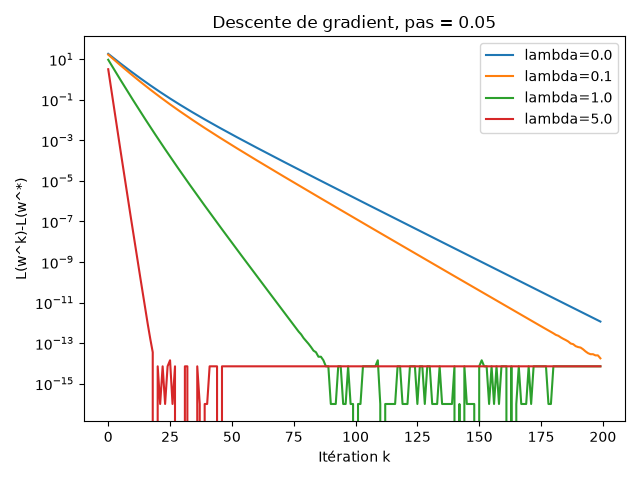 Descente de gradient, pas = 0.05
lambda=0.0
lambda=0.1
lambda=1.0
lambda=5.0
L(w^k)-L(w^*)
10¹
10⁻¹
10⁻³
10⁻⁵
10⁻⁷
10⁻⁹
10⁻¹¹
10⁻¹³
10⁻¹⁵
0 25 50 75 100 125 150 175 200
Itération k